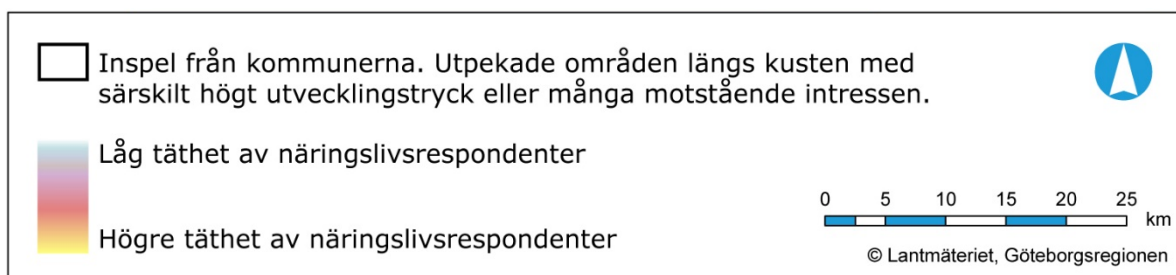 Inspel från kommunerna. Utpekade områden längs kusten med
särskilt högt utvecklingstryck eller många motstående intressen.
Låg täthet av näringslivsrespondenter
Högre täthet av näringslivsrespondenter
0 5 10 15 20 25
km
© Lantmäteriet, Göteborgsregionen